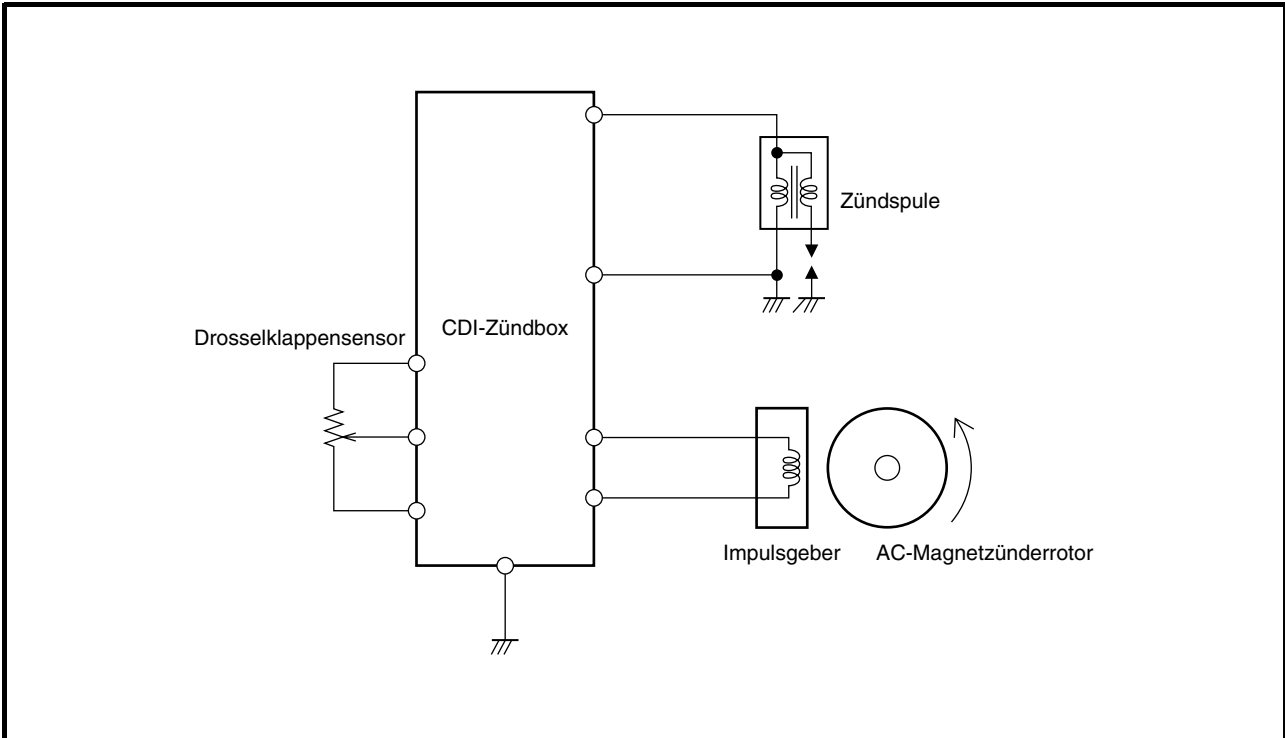 Zündspule
Drosselklappensensor
CDI-Zündbox
Impulsgeber
AC-Magnetzünderrotor